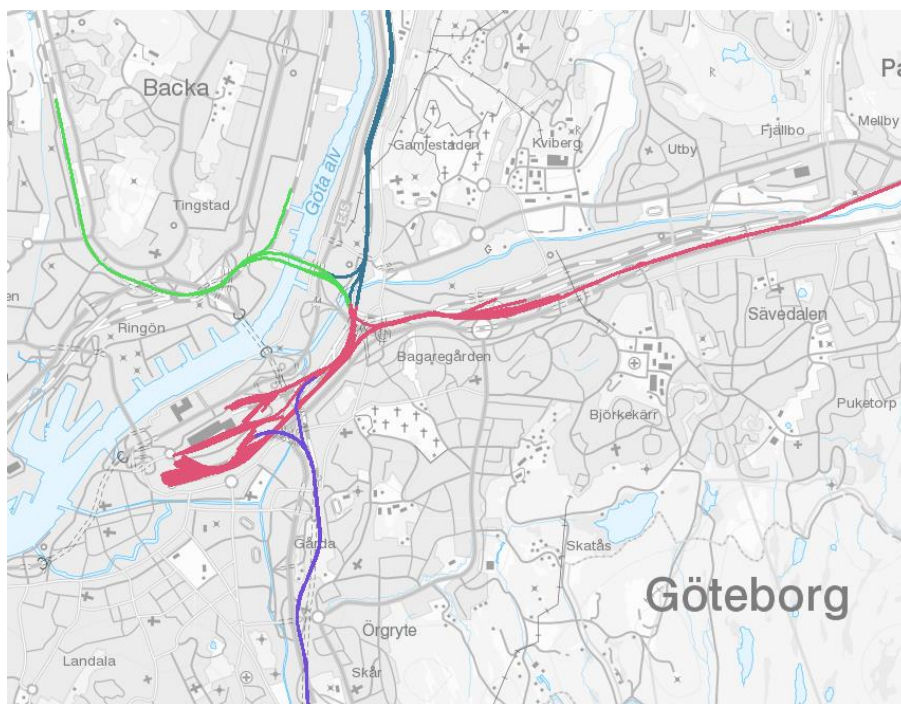 Backa
Pa
Mellby
Fjällbo
Gamlestaden
Kviberg
Utby
Göta älv
Tingstad
E45
en
Ringön
Sävedalen
Bagaregården
Puketorp
Björkekärr
Gårda
Skatås
Göteborg
Örgryte
Landala
Skår